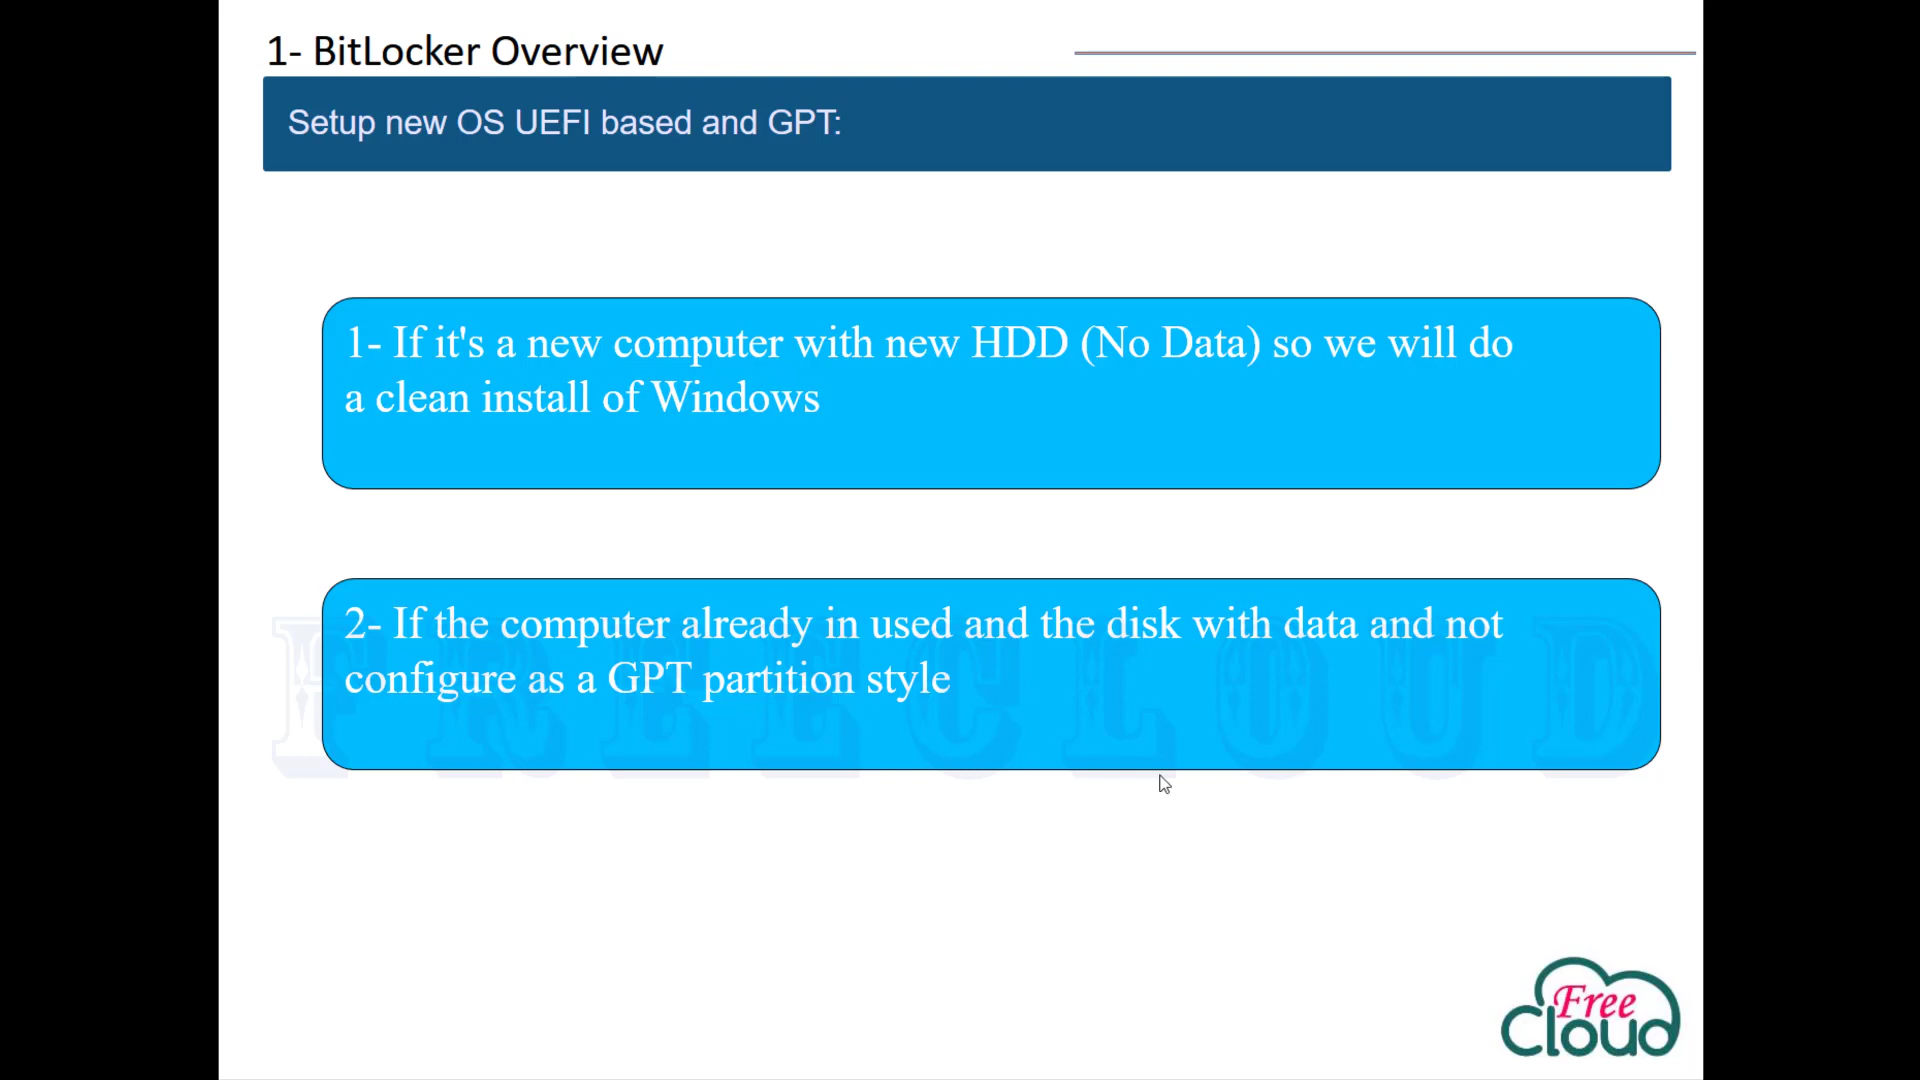 1- BitLocker Overview
Setup new OS UEFI based and GPT:
1- If it's a new computer with new HDD (No Data) so we will do
a clean install of Windows
2- If the computer already in used and the disk with data and not
configure as a GPT partition style
FREECLOUD
Free
Cloud